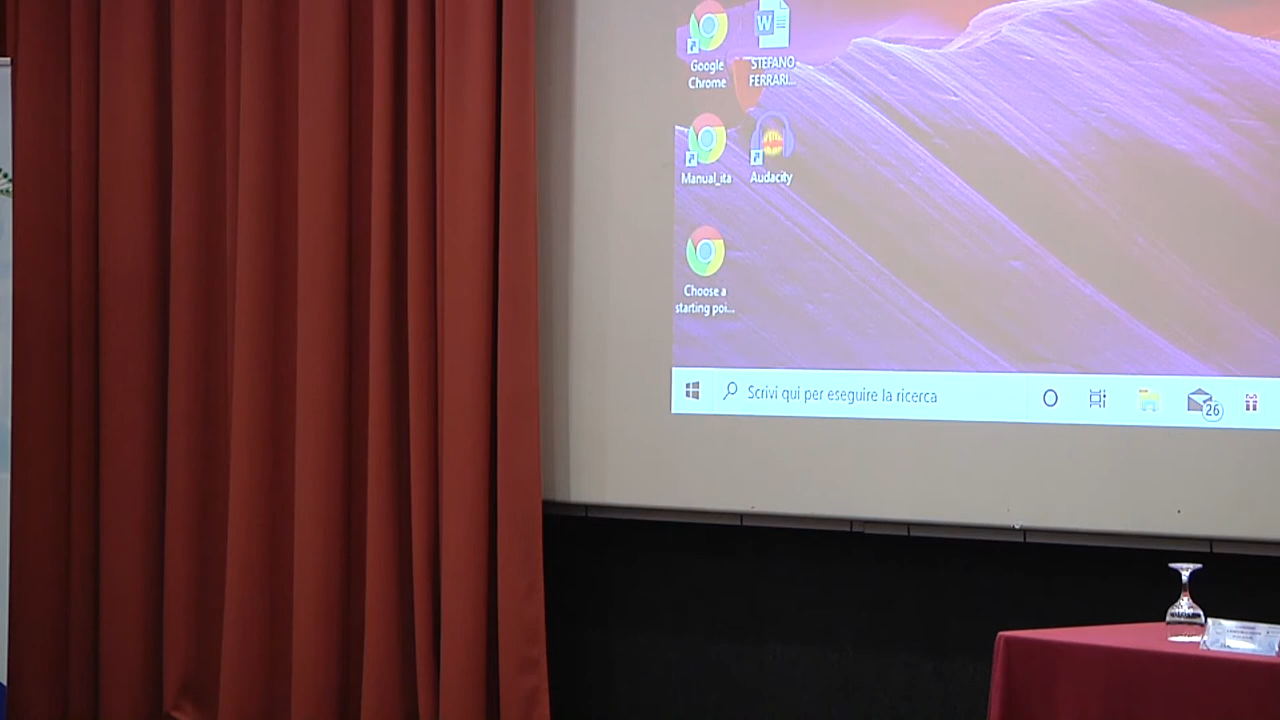 Google
Chrome
STEFANO
FERRARI...
Manual_ita
Audacity
Choose a
starting poi...
Scrivi qui per eseguire la ricerca
26